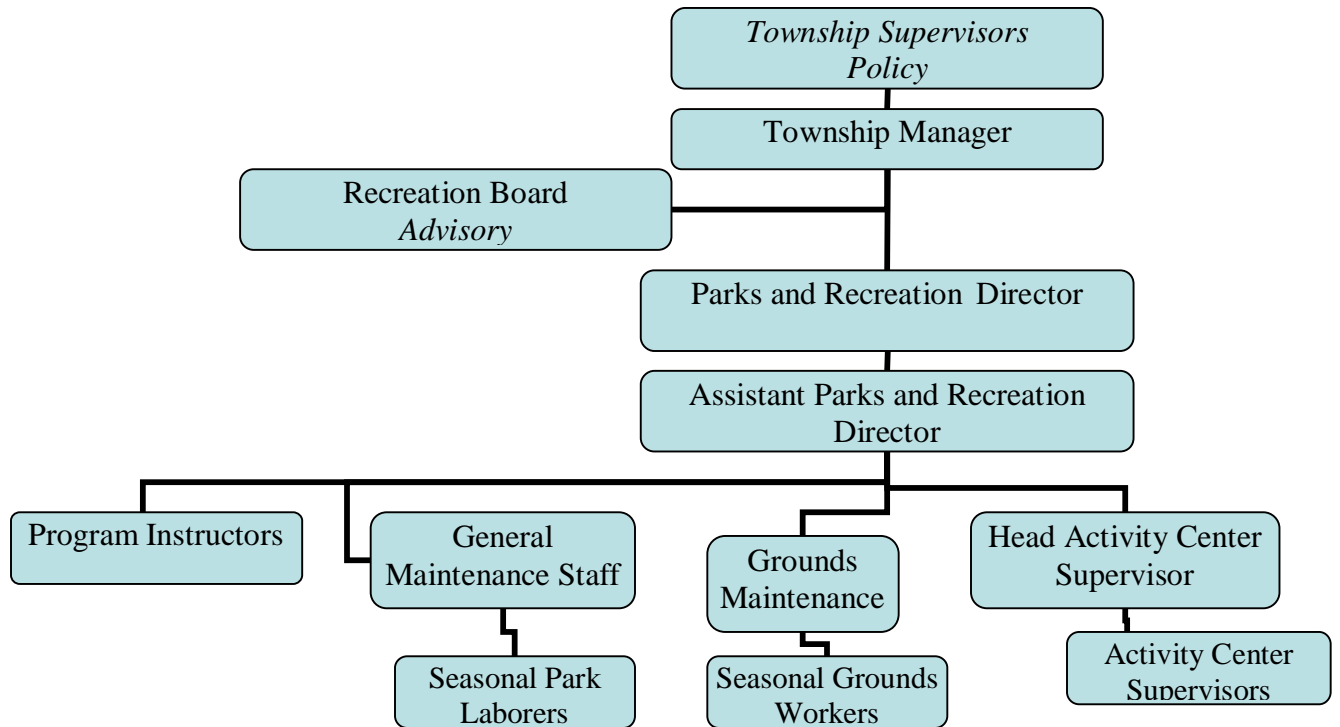 Township Supervisors
Policy
Township Manager
Recreation Board
Advisory
Parks and Recreation Director
Assistant Parks and Recreation
Director
Program Instructors
General
Maintenance Staff
Grounds
Maintenance
Head Activity Center
Supervisor
Seasonal Park
Laborers
Seasonal Grounds
Workers
Activity Center
Supervisors